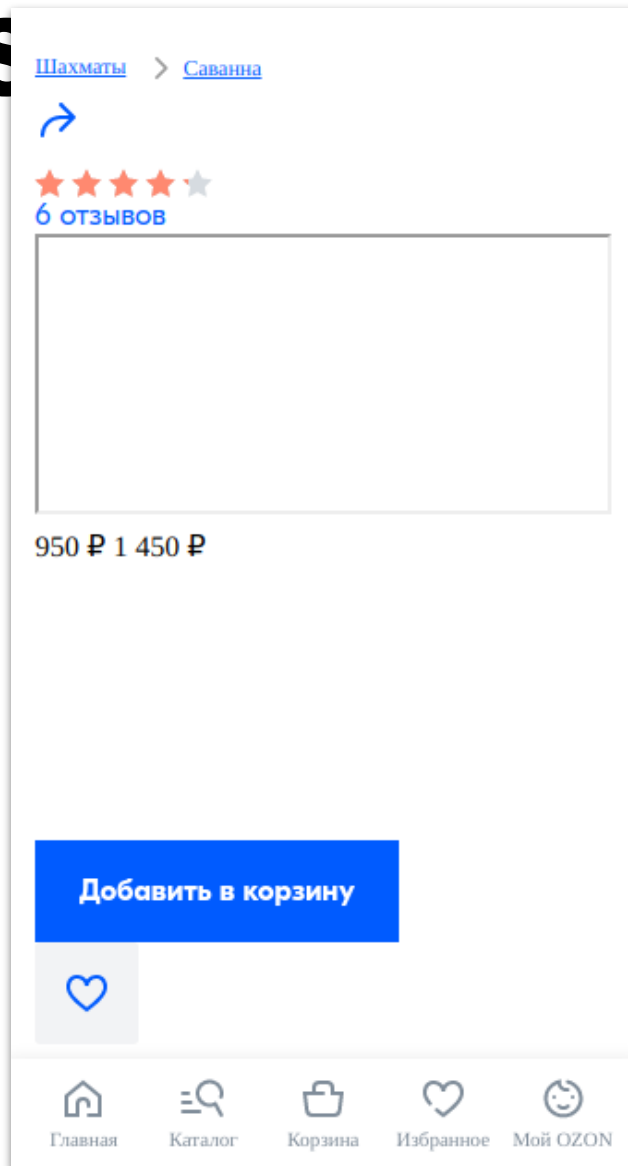 Шахматы Саванна
6 отзывов
950 ₽ 1 450 ₽
Добавить в корзину
Главная Каталог Корзина Избранное Мой OZON